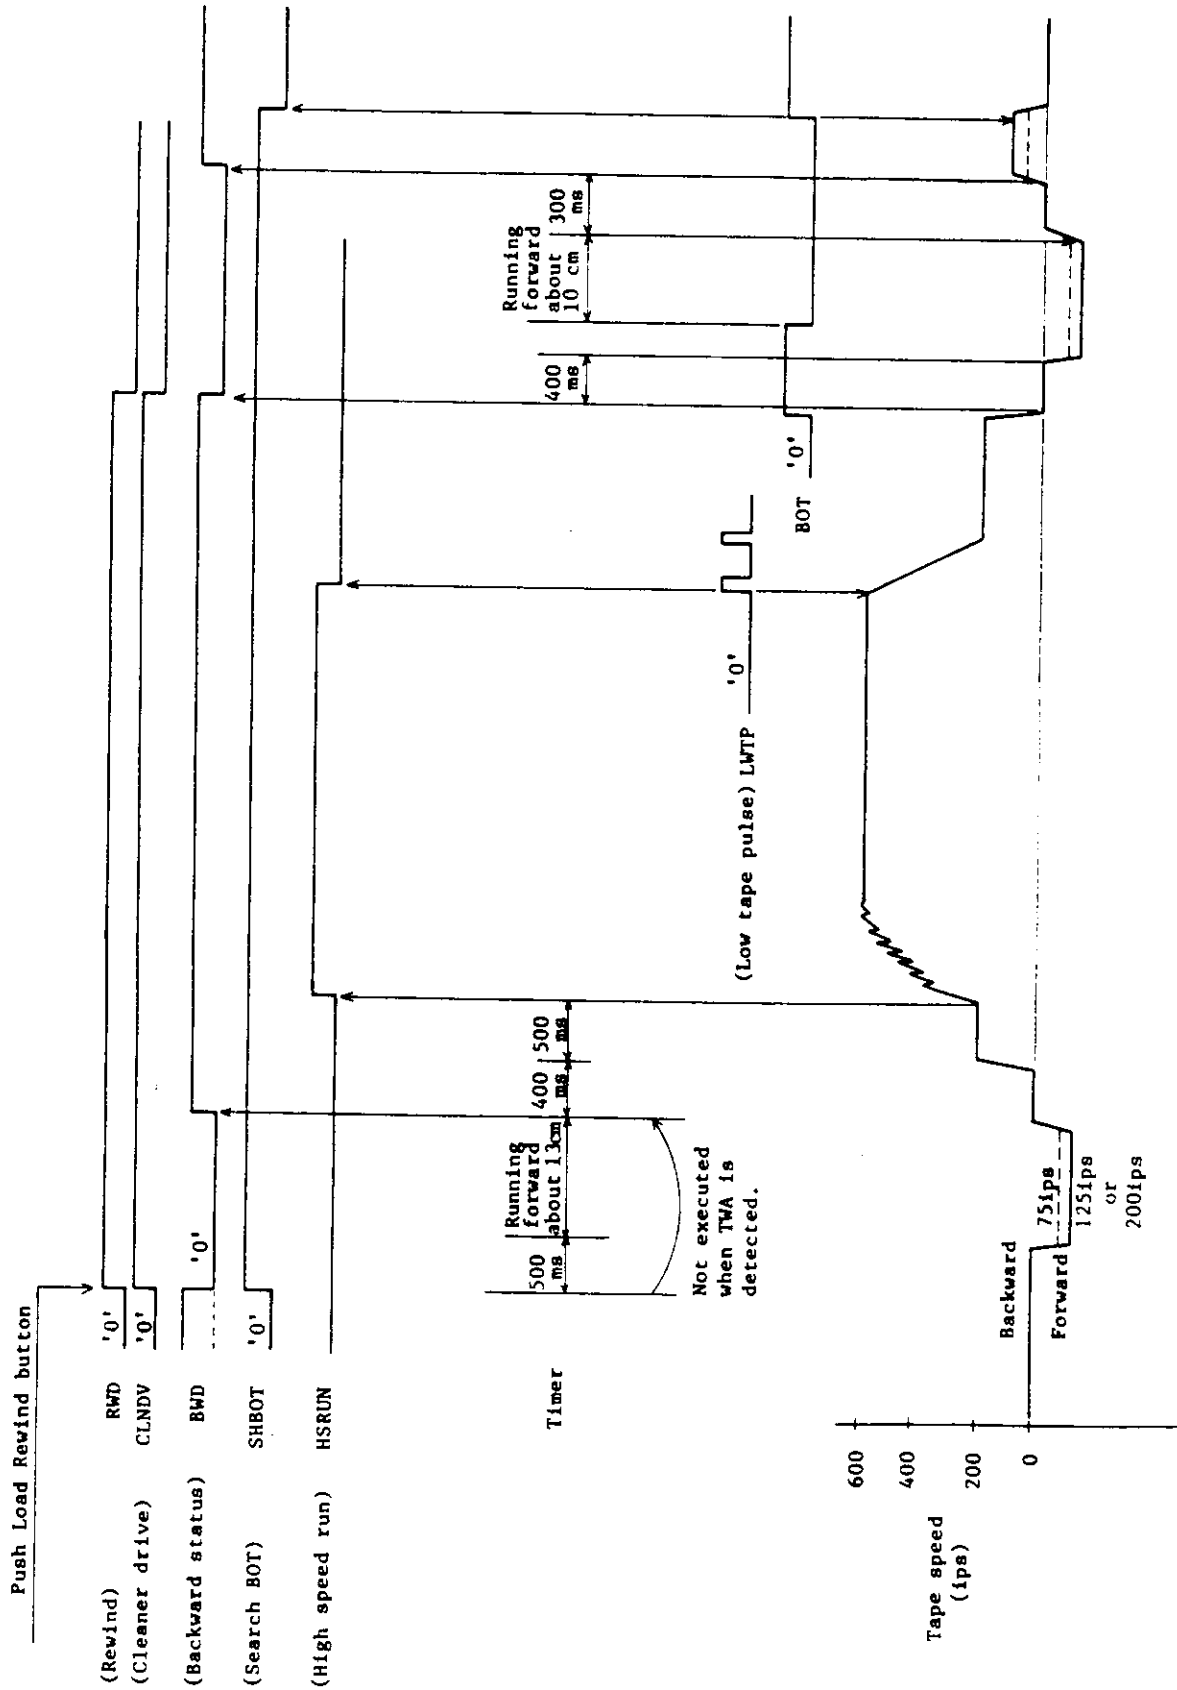 Push Load Rewind button
(Rewind) RWD '0'
(Cleaner drive) CLNDV '0'
(Backward status) BWD '0'
(Search BOT) SHBOT '0'
(High speed run) HSRUN
Timer
500
ms
Running
forward
about 13cm
400
ms
500
ms
Not executed
when TWA is
detected.
400
ms
Running
forward
about
10 cm
300
ms
(Low tape pulse) LWTP '0'
BOT '0'
Tape speed
(ips)
600
400
200
0
Backward
Forward
75ips
125ips
or
200ips